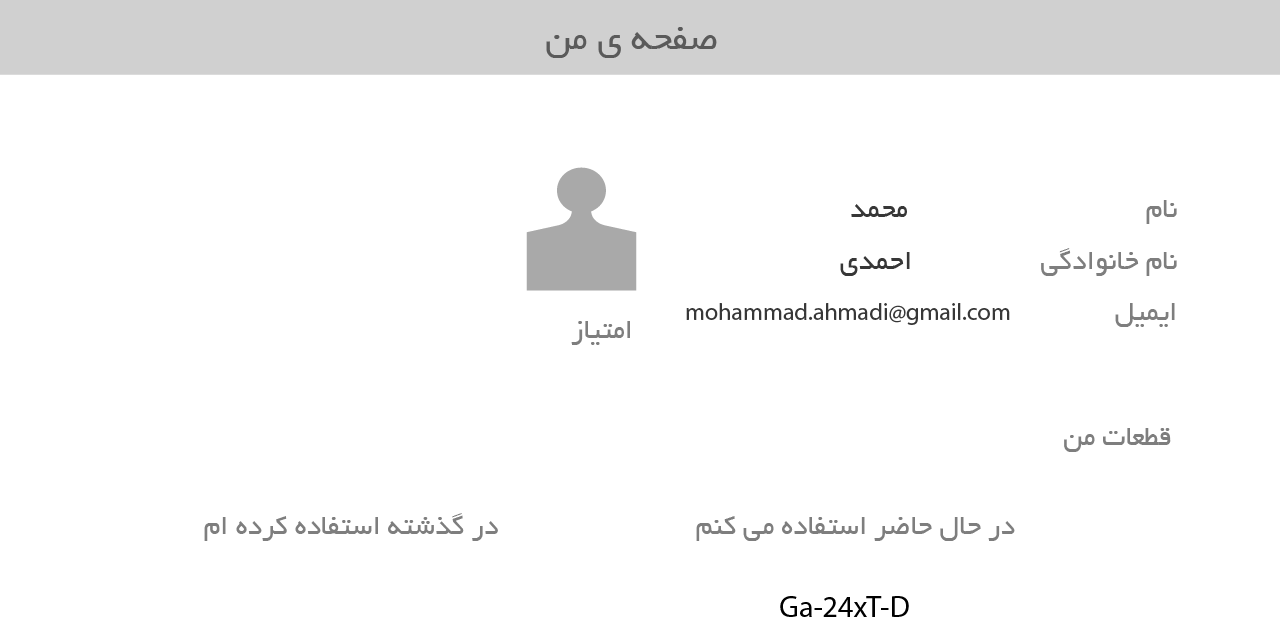 صفحه ی من
نام محمد
نام خانوادگی احمدی
ایمیل mohammad.ahmadi@gmail.com
امتیاز
قطعات من
در حال حاضر استفاده می کنم در گذشته استفاده کرده ام
Ga-24xT-D